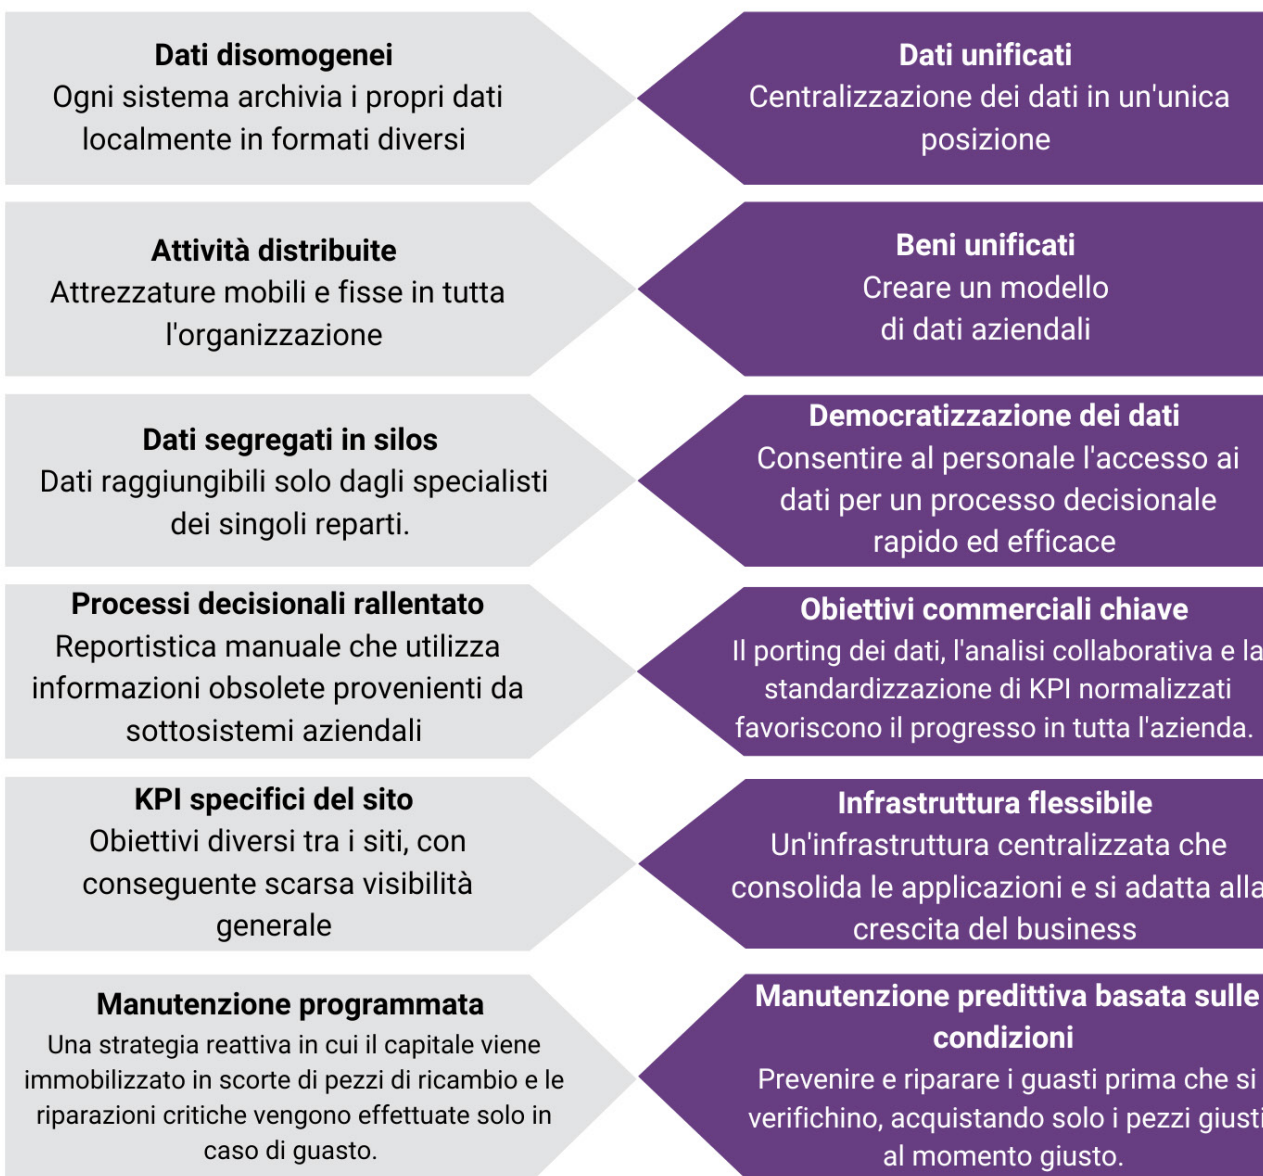 Dati disomogenei
Ogni sistema archivia i propri dati
localmente in formati diversi
Dati unificati
Centralizzazione dei dati in un'unica
posizione
Attività distribuite
Attrezzature mobili e fisse in tutta
l'organizzazione
Beni unificati
Creare un modello
di dati aziendali
Dati segregati in silos
Dati raggiungibili solo dagli specialisti
dei singoli reparti.
Democratizzazione dei dati
Consentire al personale l'accesso ai
dati per un processo decisionale
rapido ed efficace
Processi decisionali rallentato
Reportistica manuale che utilizza
informazioni obsolete provenienti da
sottosistemi aziendali
Obiettivi commerciali chiave
Il porting dei dati, l'analisi collaborativa e la
standardizzazione di KPI normalizzati
favoriscono il progresso in tutta l'azienda.
KPI specifici del sito
Obiettivi diversi tra i siti, con
conseguente scarsa visibilità
generale
Infrastruttura flessibile
Un'infrastruttura centralizzata che
consolida le applicazioni e si adatta alla
crescita del business
Manutenzione programmata
Una strategia reattiva in cui il capitale viene
immobilizzato in scorte di pezzi di ricambio e le
riparazioni critiche vengono effettuate solo in
caso di guasto.
Manutenzione predittiva basata sulle
condizioni
Prevenire e riparare i guasti prima che si
verifichino, acquistando solo i pezzi giusti
al momento giusto.